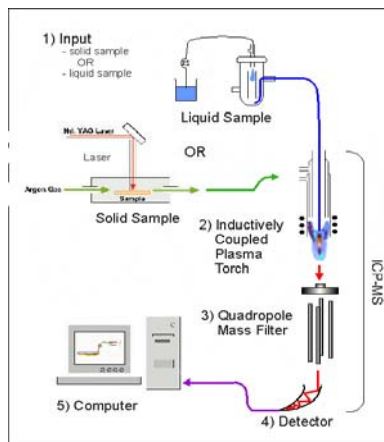 1) Input
- solid sample
OR
- liquid sample
Liquid Sample
Nd. YAO Laser
Laser
OR
Argon Gas
Sample
Solid Sample
2) Inductively
Coupled
Plasma
Torch
ICP-MS
3) Quadropole
Mass Filter
5) Computer
4) Detector